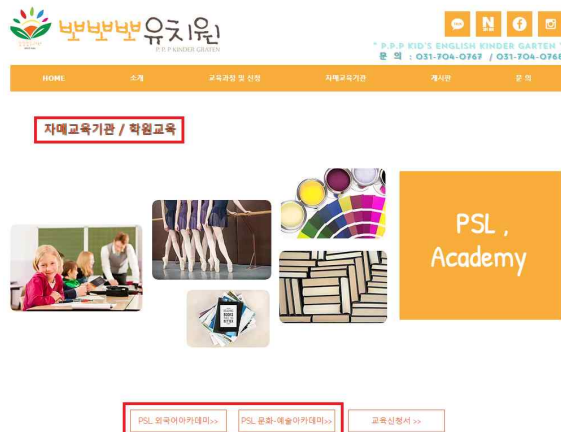 뽀뽀뽀유치원
P.P.P KINDER GRATEN
" P.P.P KID'S ENGLISH KINDER GARTEN "
문 의 : 031-704-0767 / 031-704-0768
HOME 소개 교육과정 및 신청 자매교육기관 게시판 문 의
자매교육기관 / 학원교육
PSL ,
Academy
PSL 외국어아카데미>> PSL 문화-예술아카데미>> 교육신청서 >>